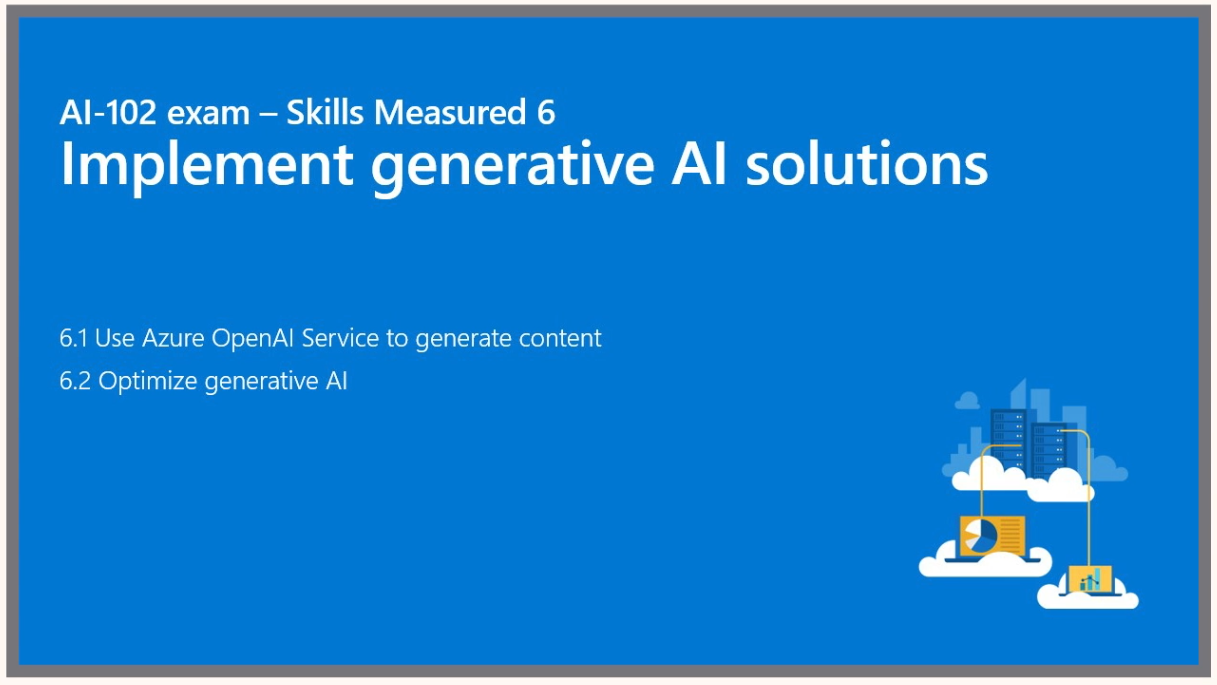 AI-102 exam – Skills Measured 6
Implement generative AI solutions
6.1 Use Azure OpenAI Service to generate content
6.2 Optimize generative AI